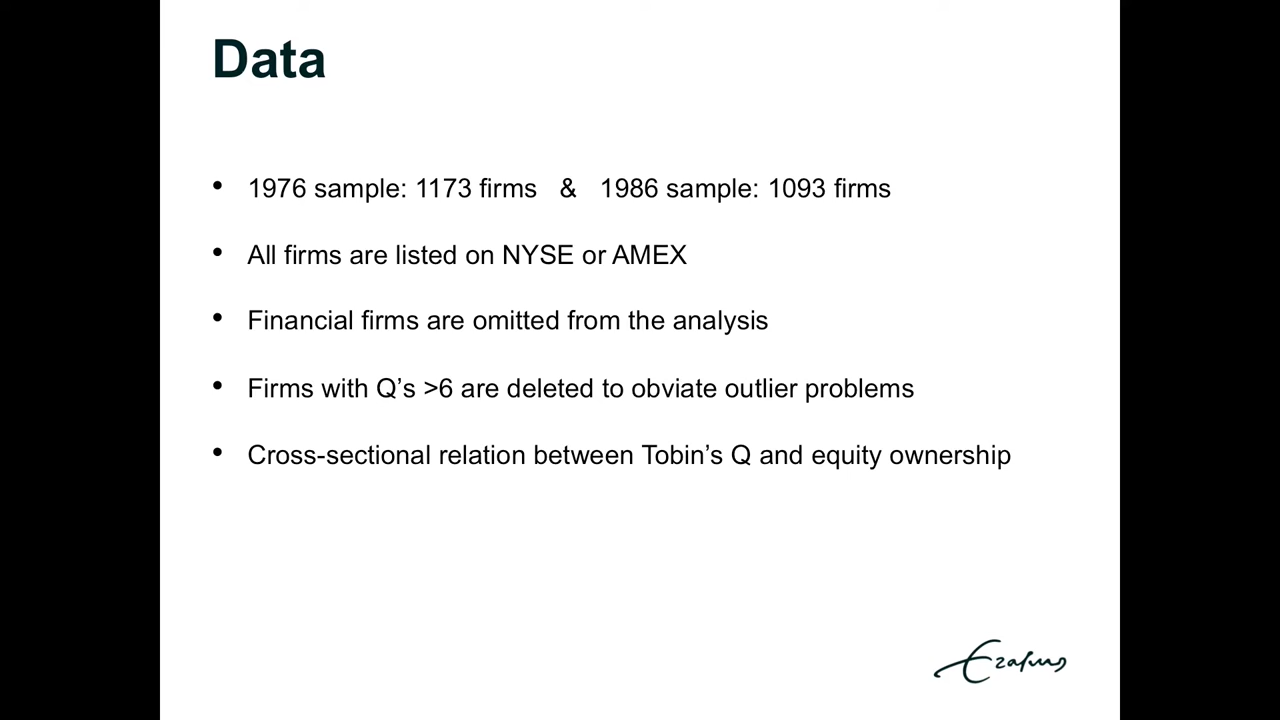 Data
• 1976 sample: 1173 firms & 1986 sample: 1093 firms
• All firms are listed on NYSE or AMEX
• Financial firms are omitted from the analysis
• Firms with Q’s >6 are deleted to obviate outlier problems
• Cross-sectional relation between Tobin’s Q and equity ownership
Erasmus